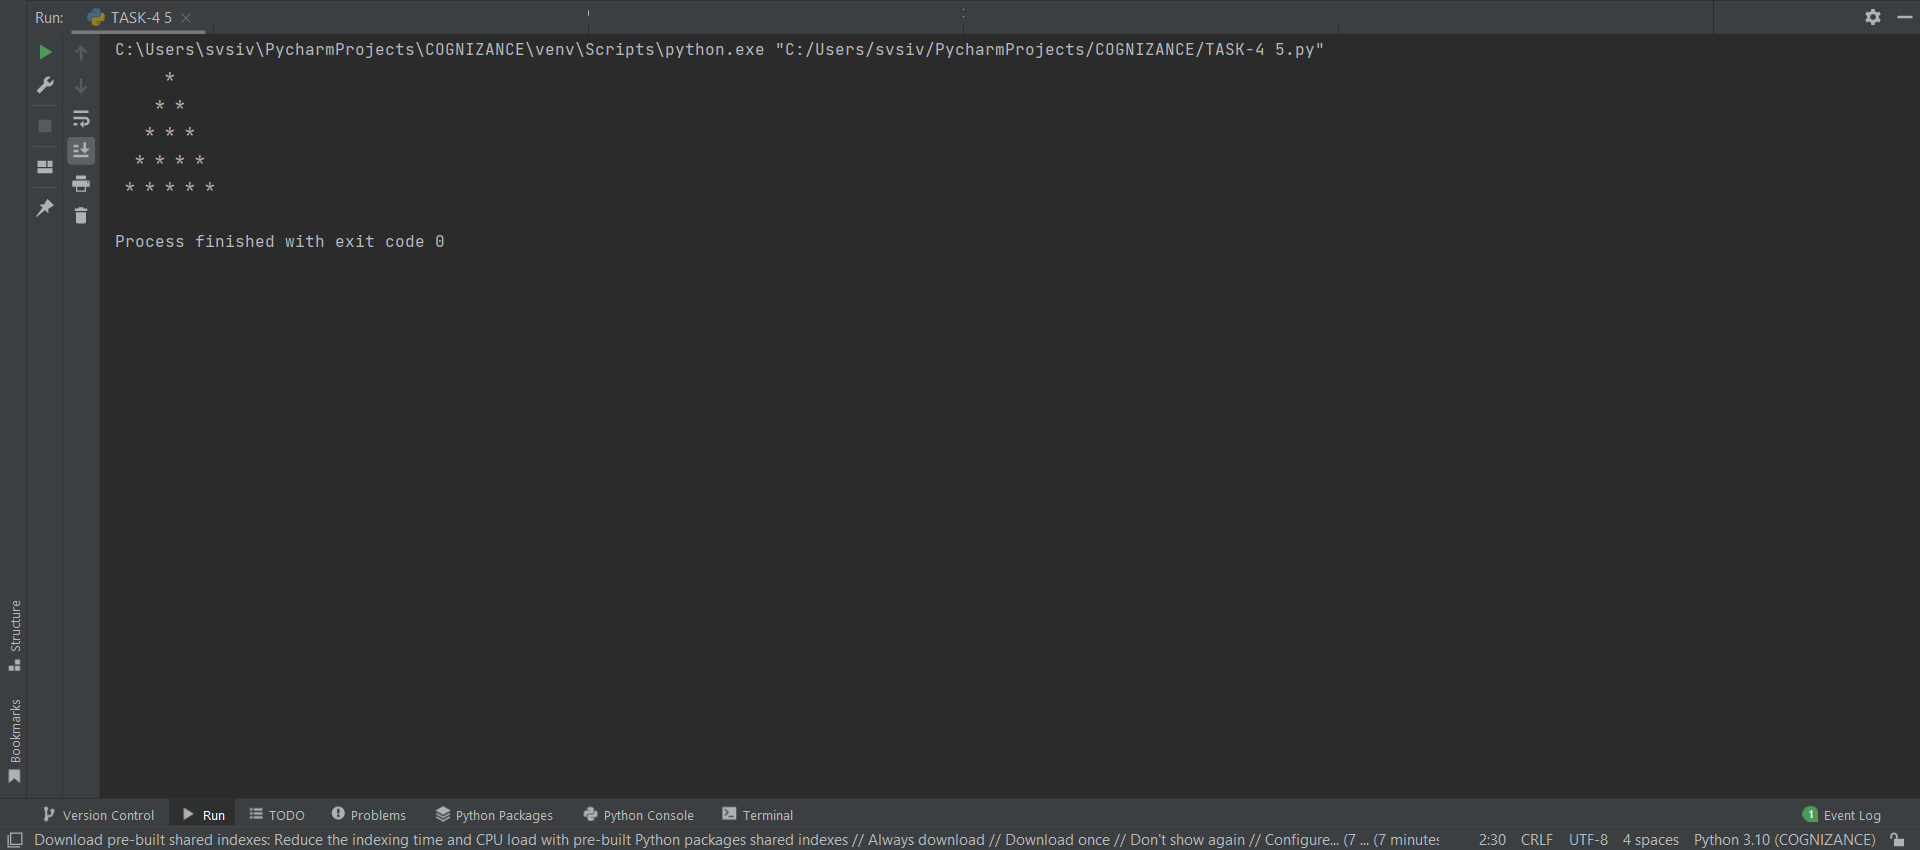 Run: TASK-4 5
C:\Users\svsiv\PycharmProjects\COGNIZANCE\venv\Scripts\python.exe "C:/Users/svsiv/PycharmProjects/COGNIZANCE/TASK-4 5.py"
     *
    * *
   * * *
  * * * *
 * * * * *
Process finished with exit code 0
Structure
Bookmarks
Version Control Run TODO Problems Python Packages Python Console Terminal 1 Event Log
Download pre-built shared indexes: Reduce the indexing time and CPU load with pre-built Python packages shared indexes // Always download // Download once // Don't show again // Configure... (7 ... (7 minutes 2:30 CRLF UTF-8 4 spaces Python 3.10 (COGNIZANCE)